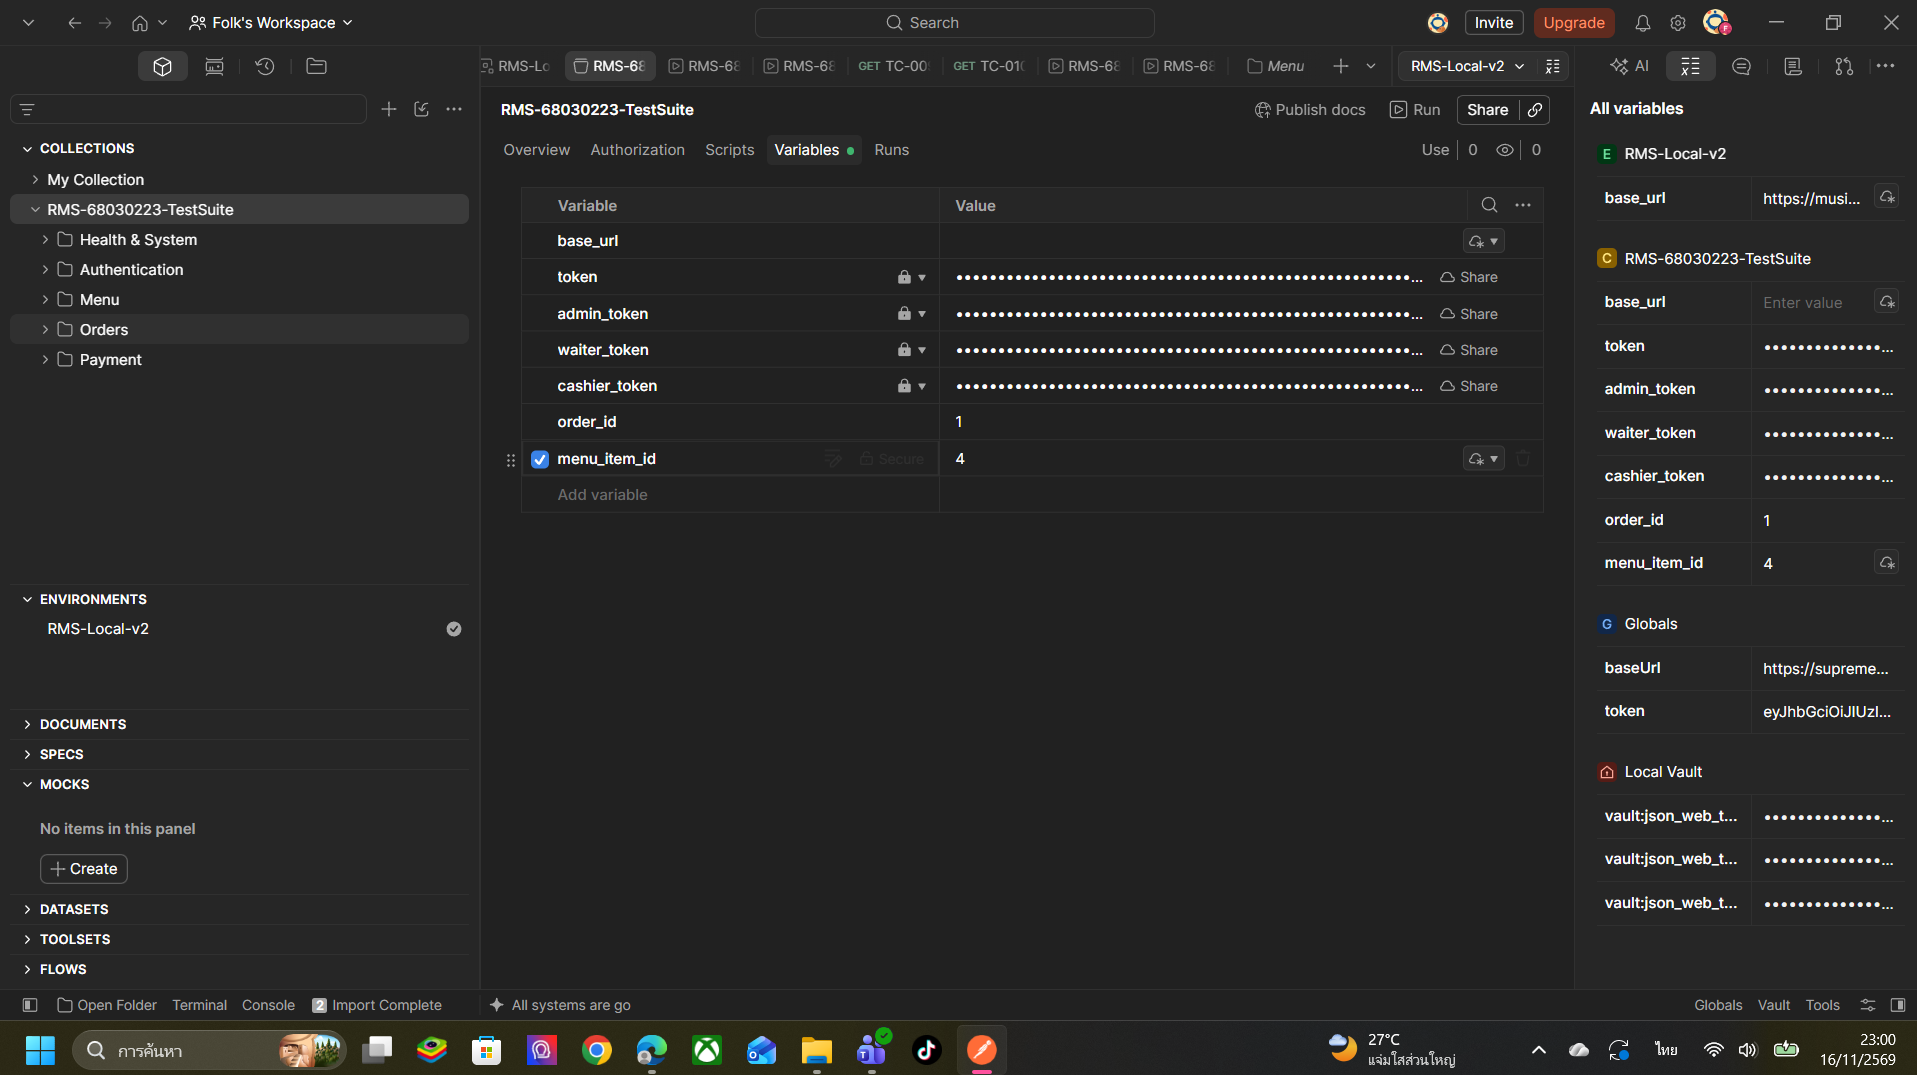 Folk's Workspace
Search
Invite
Upgrade
RMS-Lo
RMS-68
RMS-68
RMS-68
GET TC-00
GET TC-010
RMS-68
RMS-68
Menu
RMS-Local-v2
AI
RMS-68030223-TestSuite
Publish docs
Run
Share
Overview
Authorization
Scripts
Variables
Runs
Use 0 0
COLLECTIONS
My Collection
RMS-68030223-TestSuite
Health & System
Authentication
Menu
Orders
Payment
ENVIRONMENTS
RMS-Local-v2
DOCUMENTS
SPECS
MOCKS
No items in this panel
Create
DATASETS
TOOLSETS
FLOWS
Variable Value
base_url
token •••••••••••••••••••••••••••••••••••••••••••••••••••••••... Share
admin_token •••••••••••••••••••••••••••••••••••••••••••••••••••••••... Share
waiter_token •••••••••••••••••••••••••••••••••••••••••••••••••••••••... Share
cashier_token •••••••••••••••••••••••••••••••••••••••••••••••••••••••... Share
order_id 1
menu_item_id Secure 4
Add variable
All variables
E RMS-Local-v2
base_url https://musi...
C RMS-68030223-TestSuite
base_url Enter value
token ••••••••••••••...
admin_token ••••••••••••••...
waiter_token ••••••••••••••...
cashier_token ••••••••••••••...
order_id 1
menu_item_id 4
G Globals
baseUrl https://supreme...
token eyJhbGciOiJIUzI...
Local Vault
vault:json_web_t... ••••••••••••••...
vault:json_web_t... ••••••••••••••...
vault:json_web_t... ••••••••••••••...
Open Folder
Terminal
Console
2 Import Complete
All systems are go
Globals
Vault
Tools
การค้นหา
27°C
แจ่มใสส่วนใหญ่
ไทย
23:00
16/11/2569